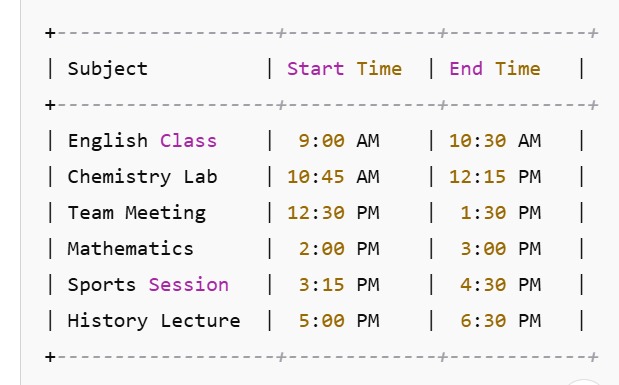 +-------------------+-------------+------------+
| Subject           | Start Time  | End Time   |
+-------------------+-------------+------------+
| English Class     |  9:00 AM    | 10:30 AM   |
| Chemistry Lab     | 10:45 AM    | 12:15 PM   |
| Team Meeting      | 12:30 PM    |  1:30 PM   |
| Mathematics       |  2:00 PM    |  3:00 PM   |
| Sports Session    |  3:15 PM    |  4:30 PM   |
| History Lecture   |  5:00 PM    |  6:30 PM   |
+-------------------+-------------+------------+